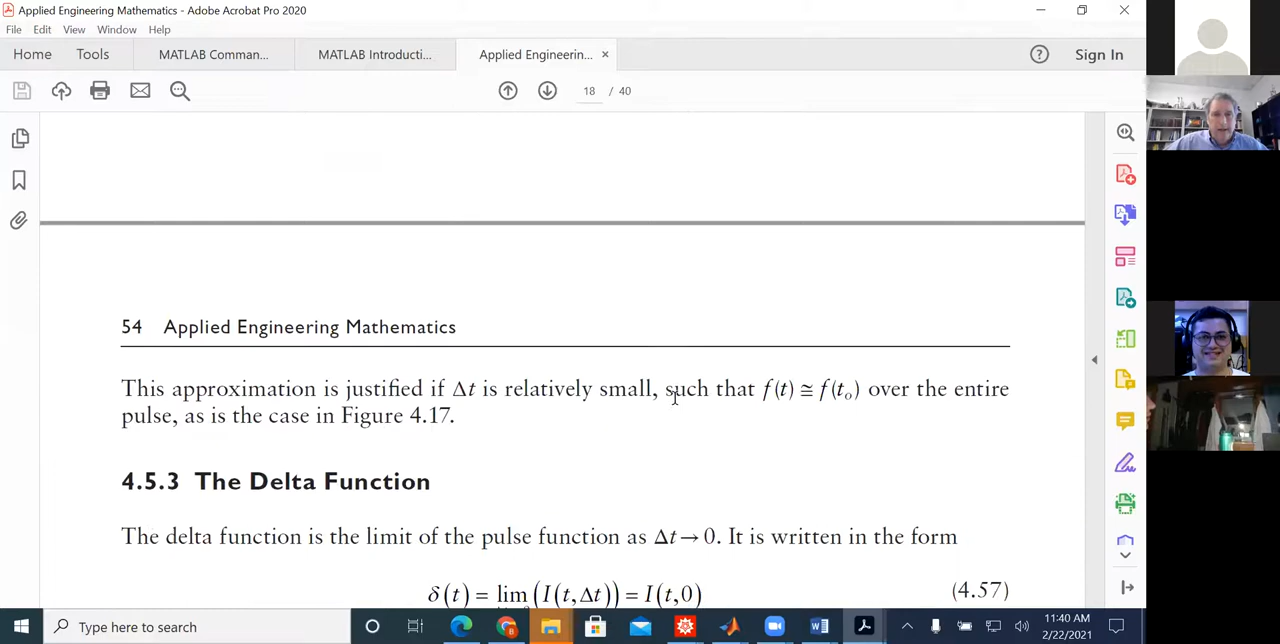 Applied Engineering Mathematics - Adobe Acrobat Pro 2020
File Edit View Window Help
Home Tools MATLAB Comman... MATLAB Introducti... Applied Engineerin... × Sign In
18 / 40
54 Applied Engineering Mathematics
This approximation is justified if Δt is relatively small, such that f(t) ≅ f(tₒ) over the entire
pulse, as is the case in Figure 4.17.
4.5.3 The Delta Function
The delta function is the limit of the pulse function as Δt → 0. It is written in the form
δ(t) = lim (I(t,Δt)) = I(t,0) (4.57)
Type here to search
11:40 AM
2/22/2021